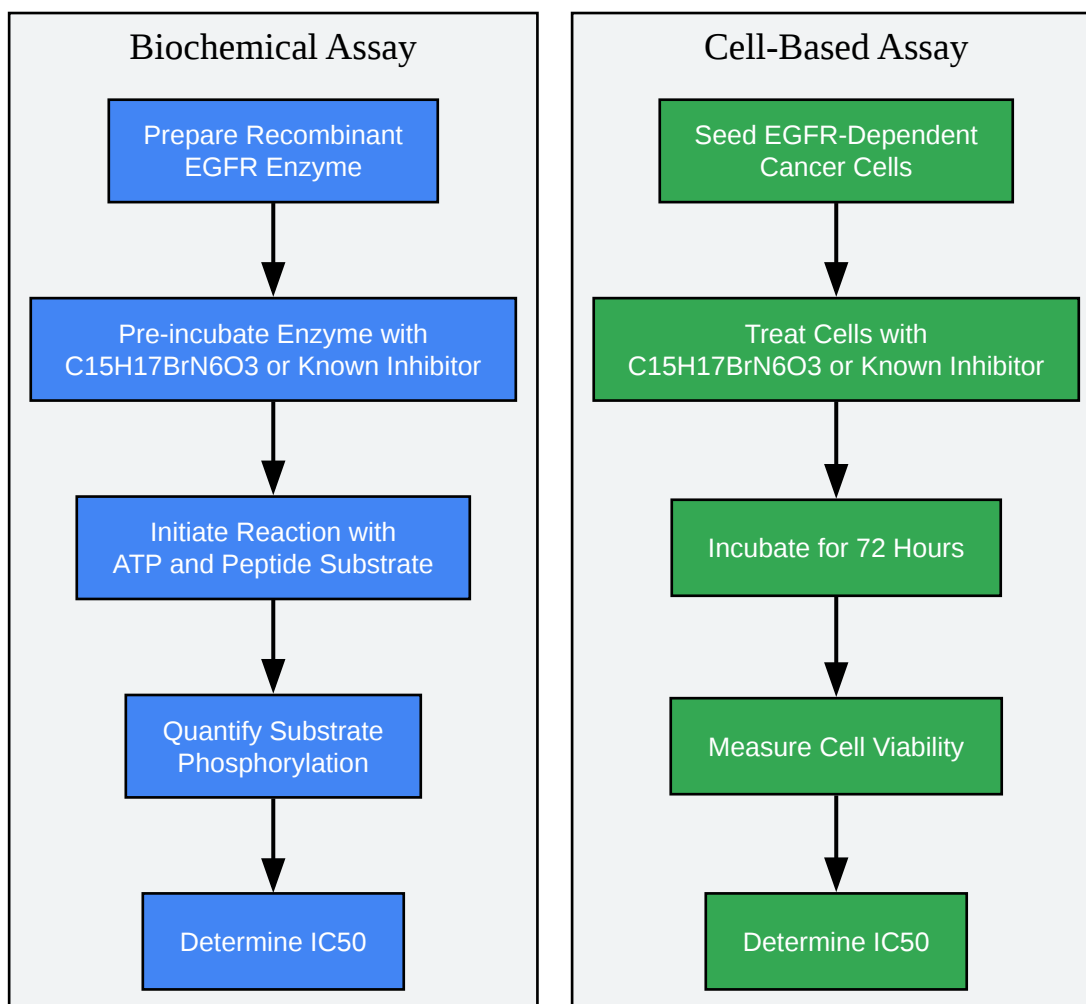 Biochemical Assay
Prepare Recombinant
EGFR Enzyme
Pre-incubate Enzyme with
C15H17BrN6O3 or Known Inhibitor
Initiate Reaction with
ATP and Peptide Substrate
Quantify Substrate
Phosphorylation
Determine IC50
Cell-Based Assay
Seed EGFR-Dependent
Cancer Cells
Treat Cells with
C15H17BrN6O3 or Known Inhibitor
Incubate for 72 Hours
Measure Cell Viability
Determine IC50